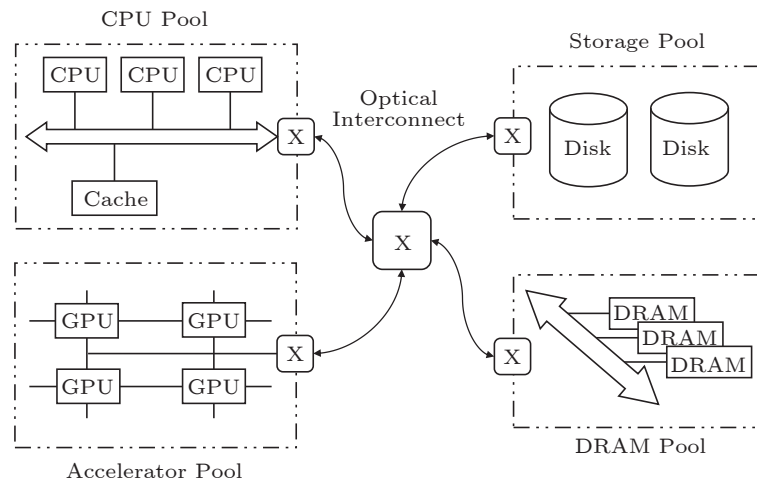 CPU Pool
CPU CPU CPU
X
Cache
Optical
Interconnect
Storage Pool
X
Disk Disk
X
GPU GPU
X
GPU GPU
Accelerator Pool
X
DRAM
DRAM
DRAM
DRAM Pool